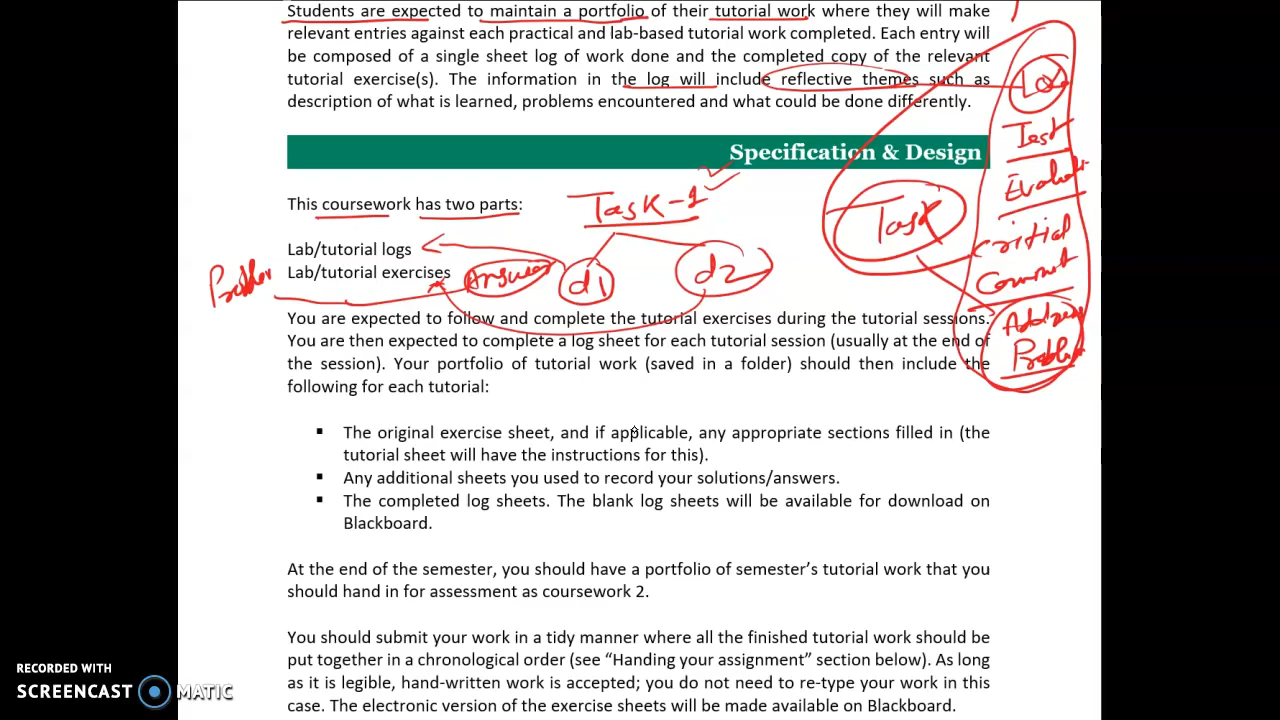 Students are expected to maintain a portfolio of their tutorial work where they will make
relevant entries against each practical and lab-based tutorial work completed. Each entry will
be composed of a single sheet log of work done and the completed copy of the relevant
tutorial exercise(s). The information in the log will include reflective themes such as
description of what is learned, problems encountered and what could be done differently.
Log
Test
Specification & Design
This coursework has two parts:
Task-1
Task
Critical
Lab/tutorial logs
Lab/tutorial exercises
Answer
d1
d2
Problem
You are expected to follow and complete the tutorial exercises during the tutorial sessions.
You are then expected to complete a log sheet for each tutorial session (usually at the end of
the session). Your portfolio of tutorial work (saved in a folder) should then include the
following for each tutorial:
▪ The original exercise sheet, and if applicable, any appropriate sections filled in (the
tutorial sheet will have the instructions for this).
▪ Any additional sheets you used to record your solutions/answers.
▪ The completed log sheets. The blank log sheets will be available for download on
Blackboard.
At the end of the semester, you should have a portfolio of semester's tutorial work that you
should hand in for assessment as coursework 2.
You should submit your work in a tidy manner where all the finished tutorial work should be
put together in a chronological order (see “Handing your assignment” section below). As long
as it is legible, hand-written work is accepted; you do not need to re-type your work in this
case. The electronic version of the exercise sheets will be made available on Blackboard.
RECORDED WITH
SCREENCAST MATIC